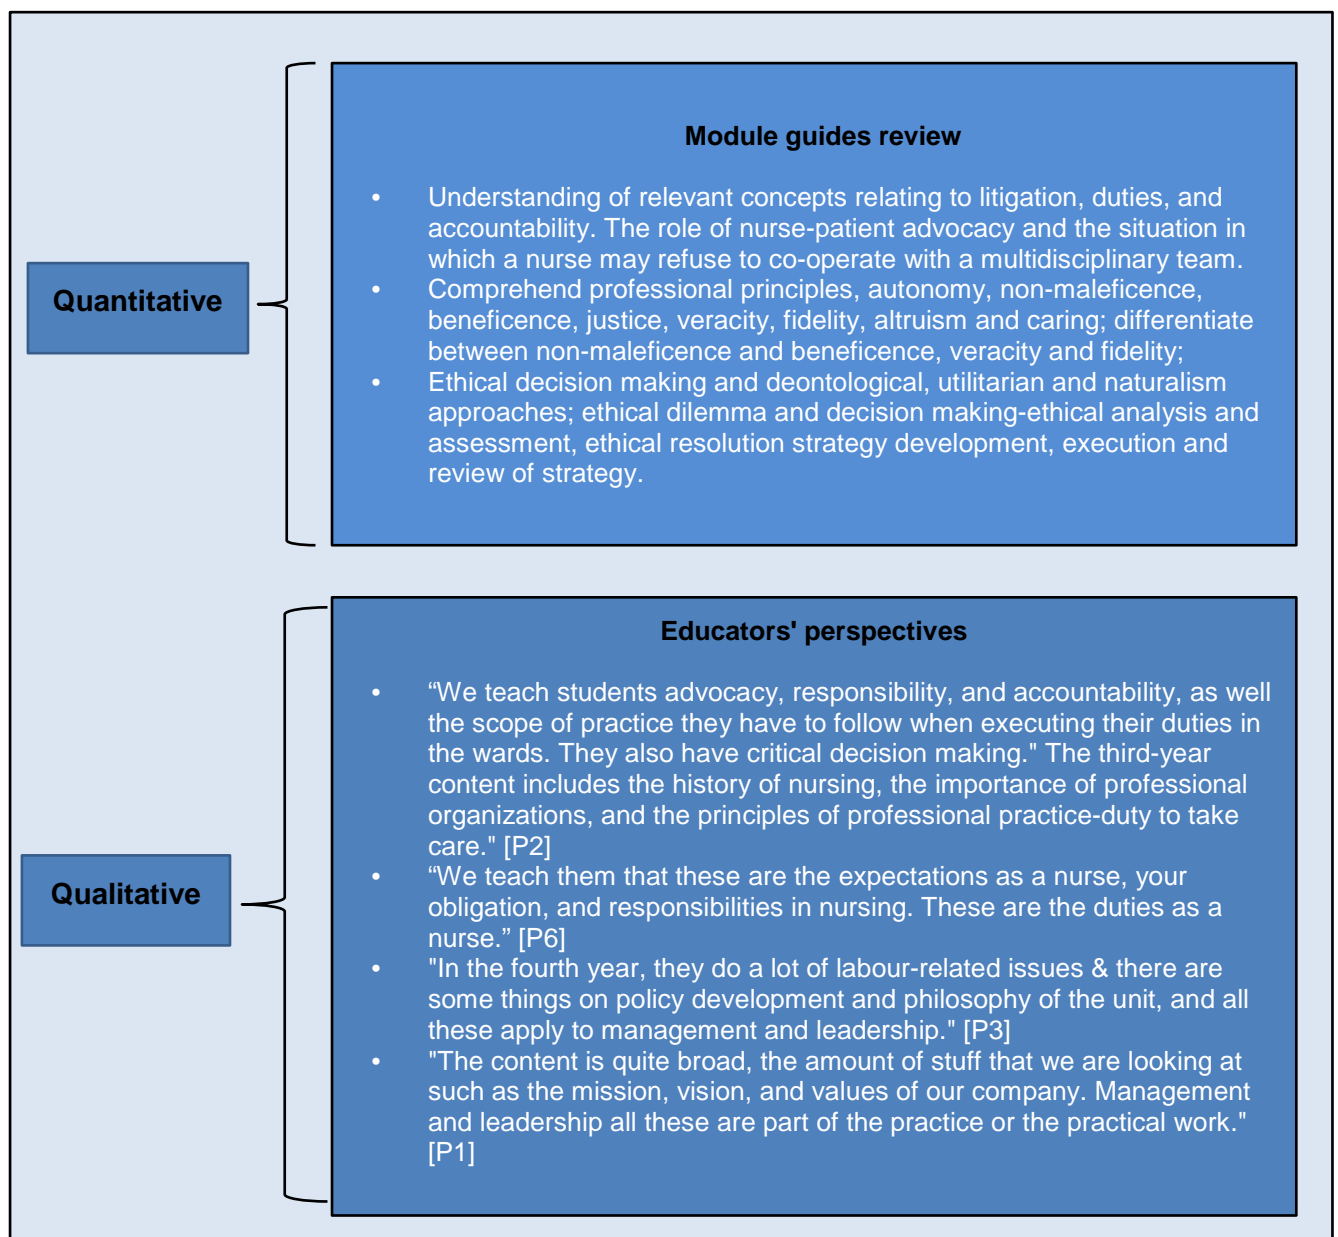 Module guides review
• Understanding of relevant concepts relating to litigation, duties, and
accountability. The role of nurse-patient advocacy and the situation in
which a nurse may refuse to co-operate with a multidisciplinary team.
• Comprehend professional principles, autonomy, non-maleficence,
beneficence, justice, veracity, fidelity, altruism and caring; differentiate
between non-maleficence and beneficence, veracity and fidelity;
• Ethical decision making and deontological, utilitarian and naturalism
approaches; ethical dilemma and decision making-ethical analysis and
assessment, ethical resolution strategy development, execution and
review of strategy.
Quantitative
Educators' perspectives
• “We teach students advocacy, responsibility, and accountability, as well
the scope of practice they have to follow when executing their duties in
the wards. They also have critical decision making." The third-year
content includes the history of nursing, the importance of professional
organizations, and the principles of professional practice-duty to take
care." [P2]
• “We teach them that these are the expectations as a nurse, your
obligation, and responsibilities in nursing. These are the duties as a
nurse.” [P6]
• "In the fourth year, they do a lot of labour-related issues & there are
some things on policy development and philosophy of the unit, and all
these apply to management and leadership." [P3]
• "The content is quite broad, the amount of stuff that we are looking at
such as the mission, vision, and values of our company. Management
and leadership all these are part of the practice or the practical work."
[P1]
Qualitative